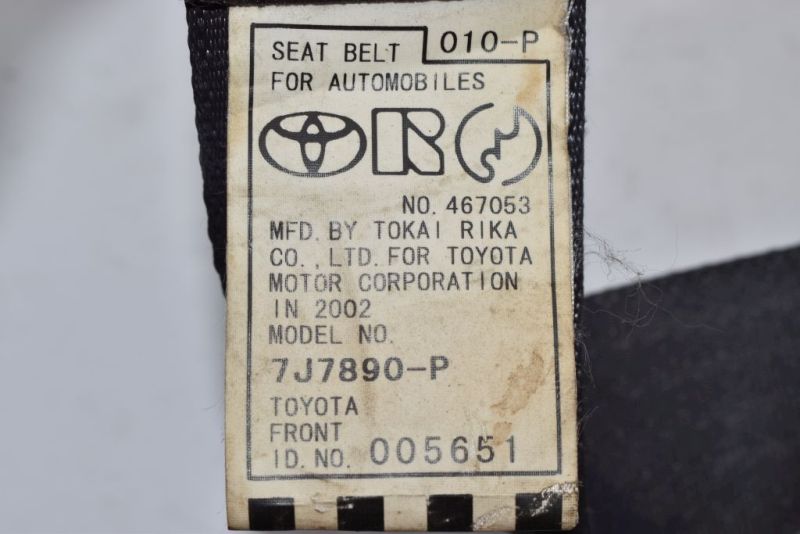 SEAT BELT 010-P
FOR AUTOMOBILES
NO. 467053
MFD. BY TOKAI RIKA
CO., LTD. FOR TOYOTA
MOTOR CORPORATION
IN 2002
MODEL NO.
7J7890-P
TOYOTA
FRONT
ID. NO. 005651